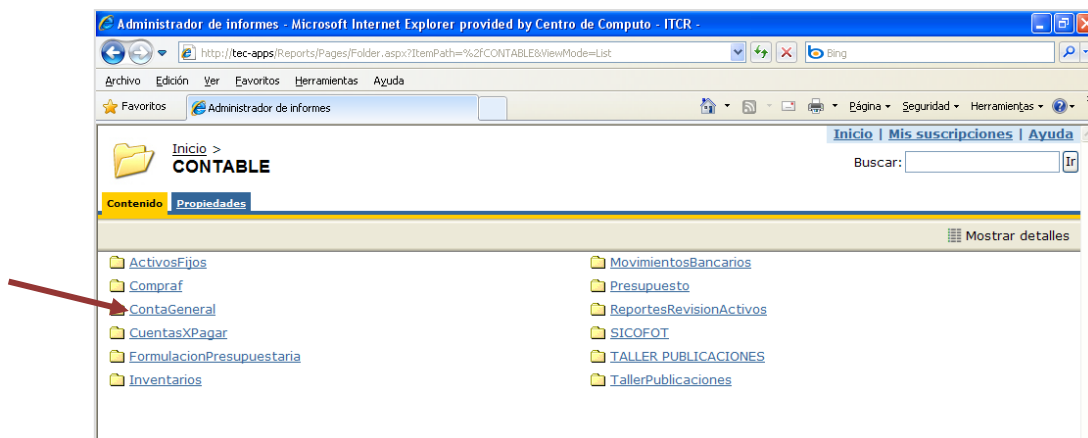 Administrador de informes - Microsoft Internet Explorer provided by Centro de Computo - ITCR -
http://tec-apps/Reports/Pages/Folder.aspx?ItemPath=%2fCONTABLE&ViewMode=List
Bing
Archivo Edición Ver Favoritos Herramientas Ayuda
Favoritos Administrador de informes Página Seguridad Herramientas
Inicio | Mis suscripciones | Ayuda
Inicio >
CONTABLE
Buscar: Ir
Contenido Propiedades
Mostrar detalles
ActivosFijos MovimientosBancarios
Compraf Presupuesto
ContaGeneral ReportesRevisionActivos
CuentasXPagar SICOFOT
FormulacionPresupuestaria TALLER PUBLICACIONES
Inventarios TallerPublicaciones